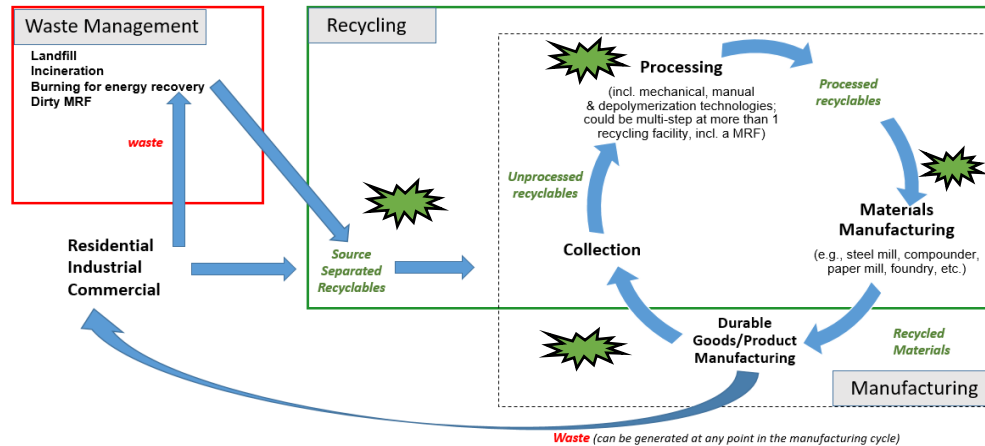 Waste Management
Landfill
Incineration
Burning for energy recovery
Dirty MRF
waste
Residential
Industrial
Commercial
Recycling
Source
Separated
Recyclables
Processing
(incl. mechanical, manual
& depolymerization technologies;
could be multi-step at more than 1
recycling facility, incl. a MRF)
Processed
recyclables
Unprocessed
recyclables
Collection
Materials
Manufacturing
(e.g., steel mill, compounder,
paper mill, foundry, etc.)
Durable
Goods/Product
Manufacturing
Recycled
Materials
Manufacturing
Waste (can be generated at any point in the manufacturing cycle)